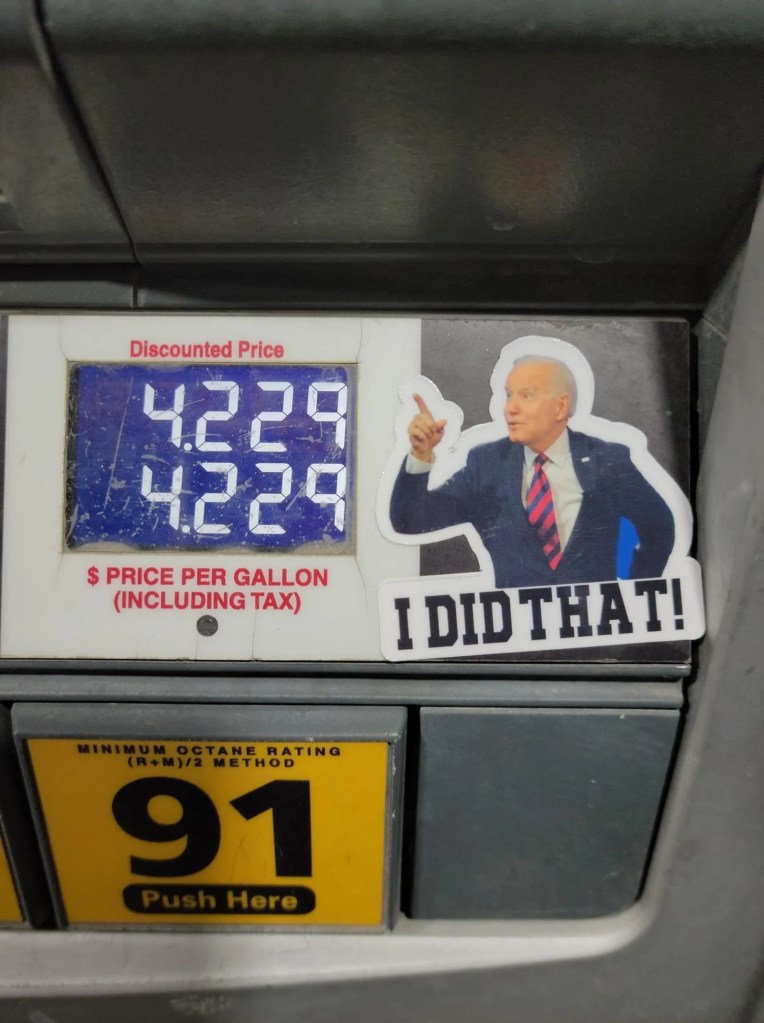 Discounted Price
4.229
4.229
$ PRICE PER GALLON
(INCLUDING TAX)
I DID THAT!
MINIMUM OCTANE RATING
(R+M)/2 METHOD
91
Push Here